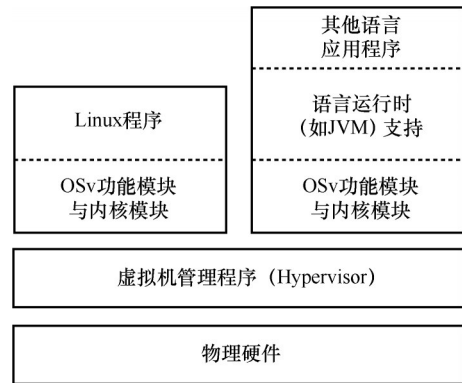 Linux程序
OSv功能模块
与内核模块
其他语言
应用程序
语言运行时
（如JVM）支持
OSv功能模块
与内核模块
虚拟机管理程序（Hypervisor）
物理硬件